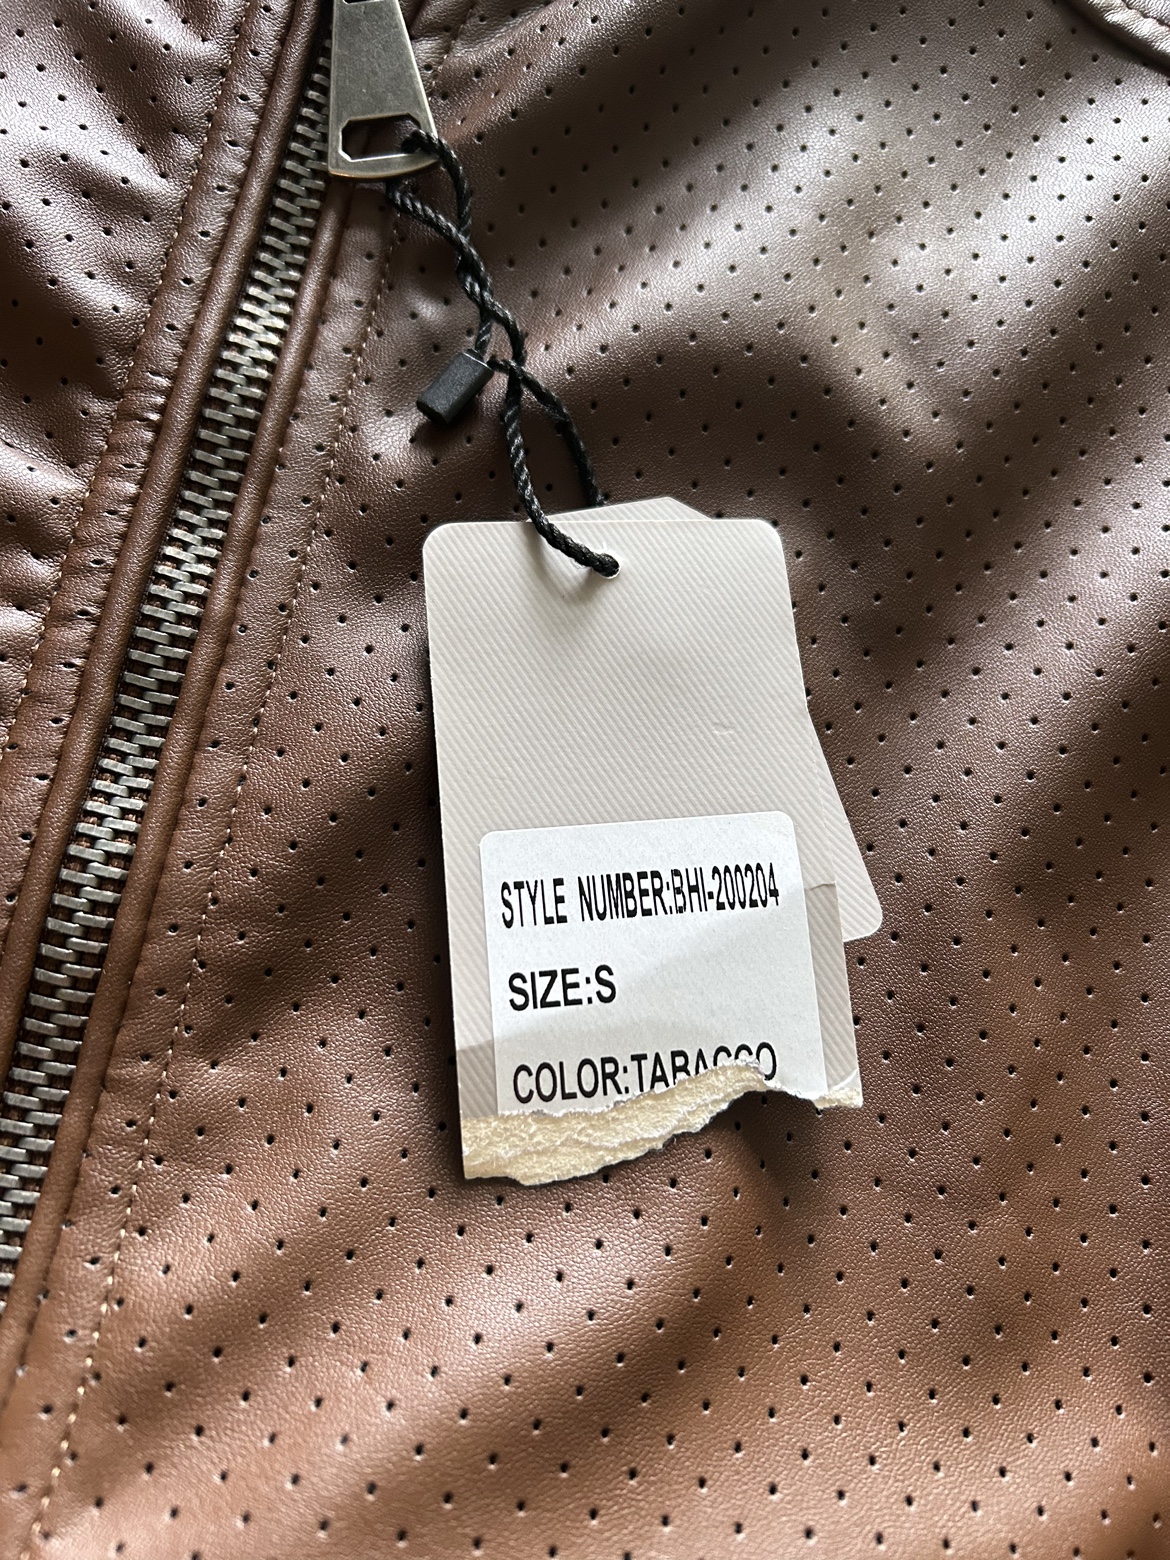 STYLE NUMBER:BHI-200204
SIZE:S
COLOR:TABACCO